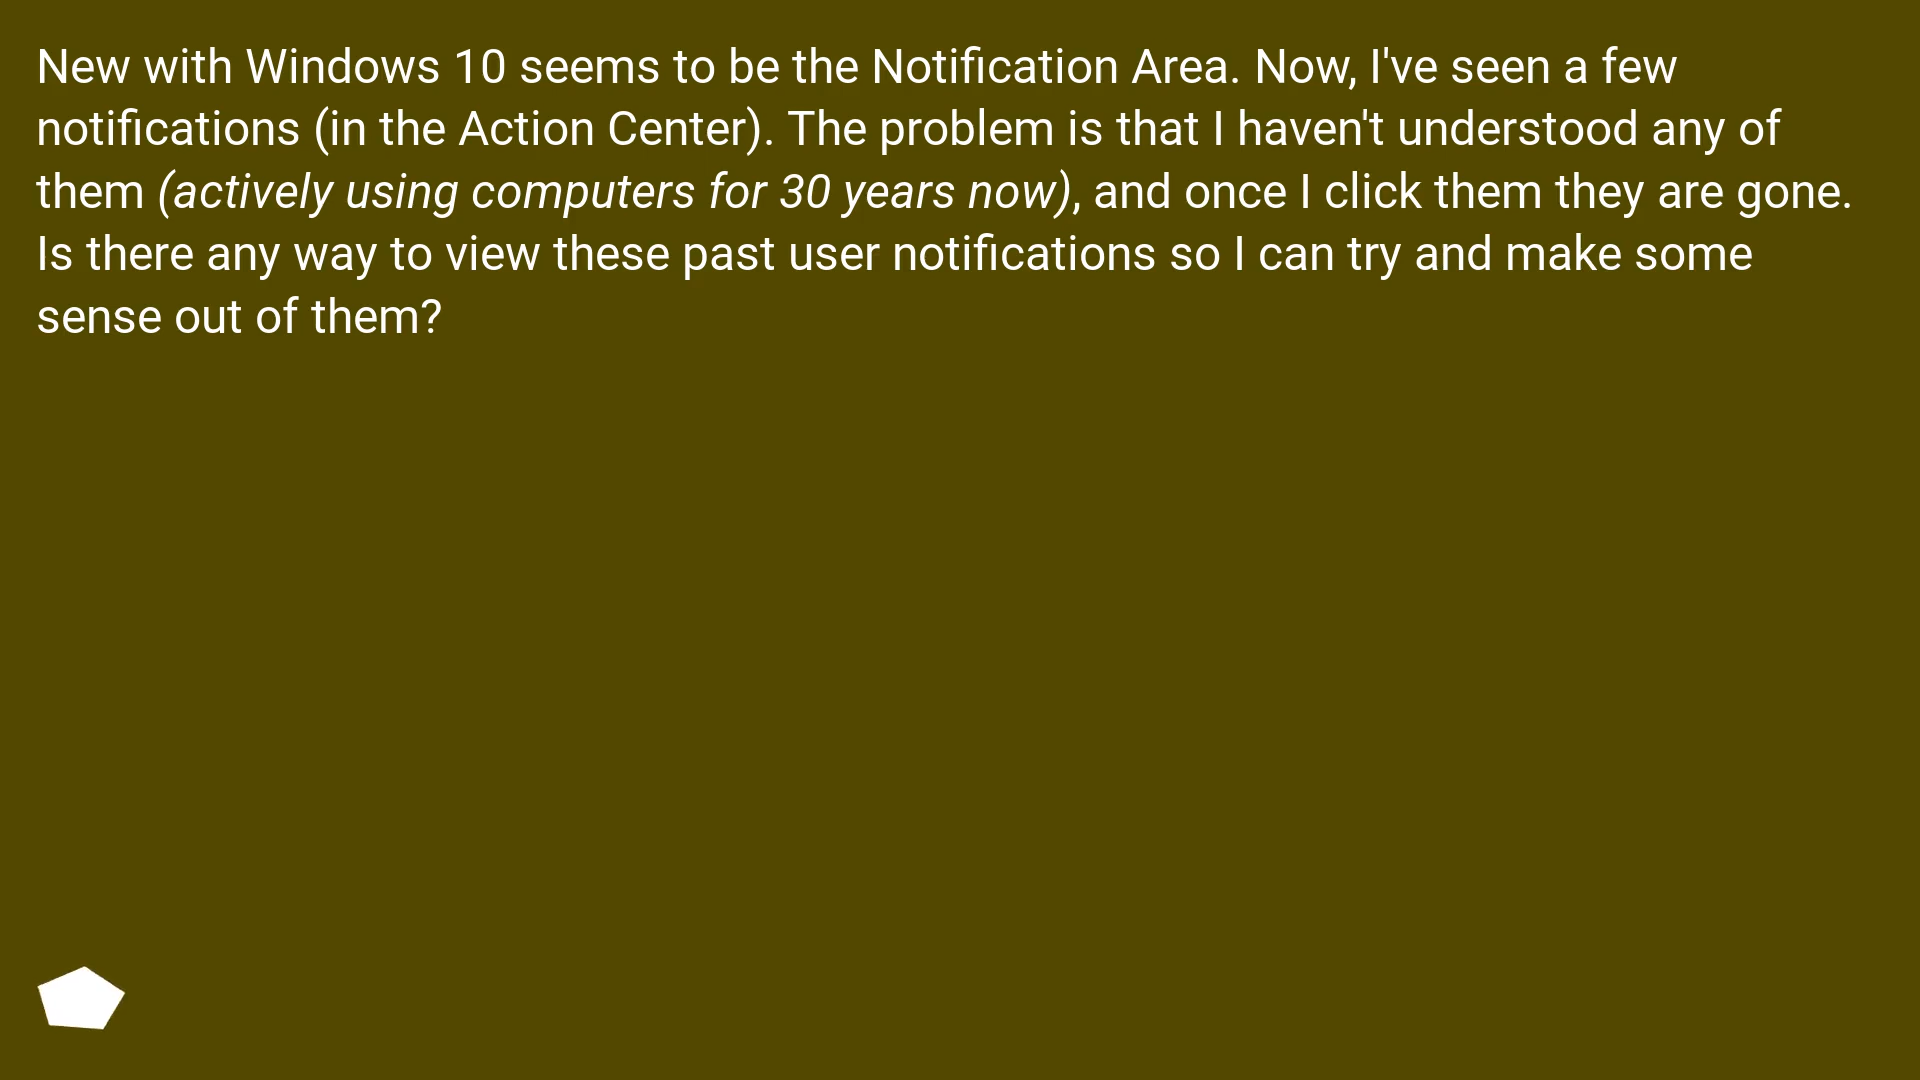 New with Windows 10 seems to be the Notification Area. Now, I've seen a few
notifications (in the Action Center). The problem is that I haven't understood any of
them (actively using computers for 30 years now), and once I click them they are gone.
Is there any way to view these past user notifications so I can try and make some
sense out of them?